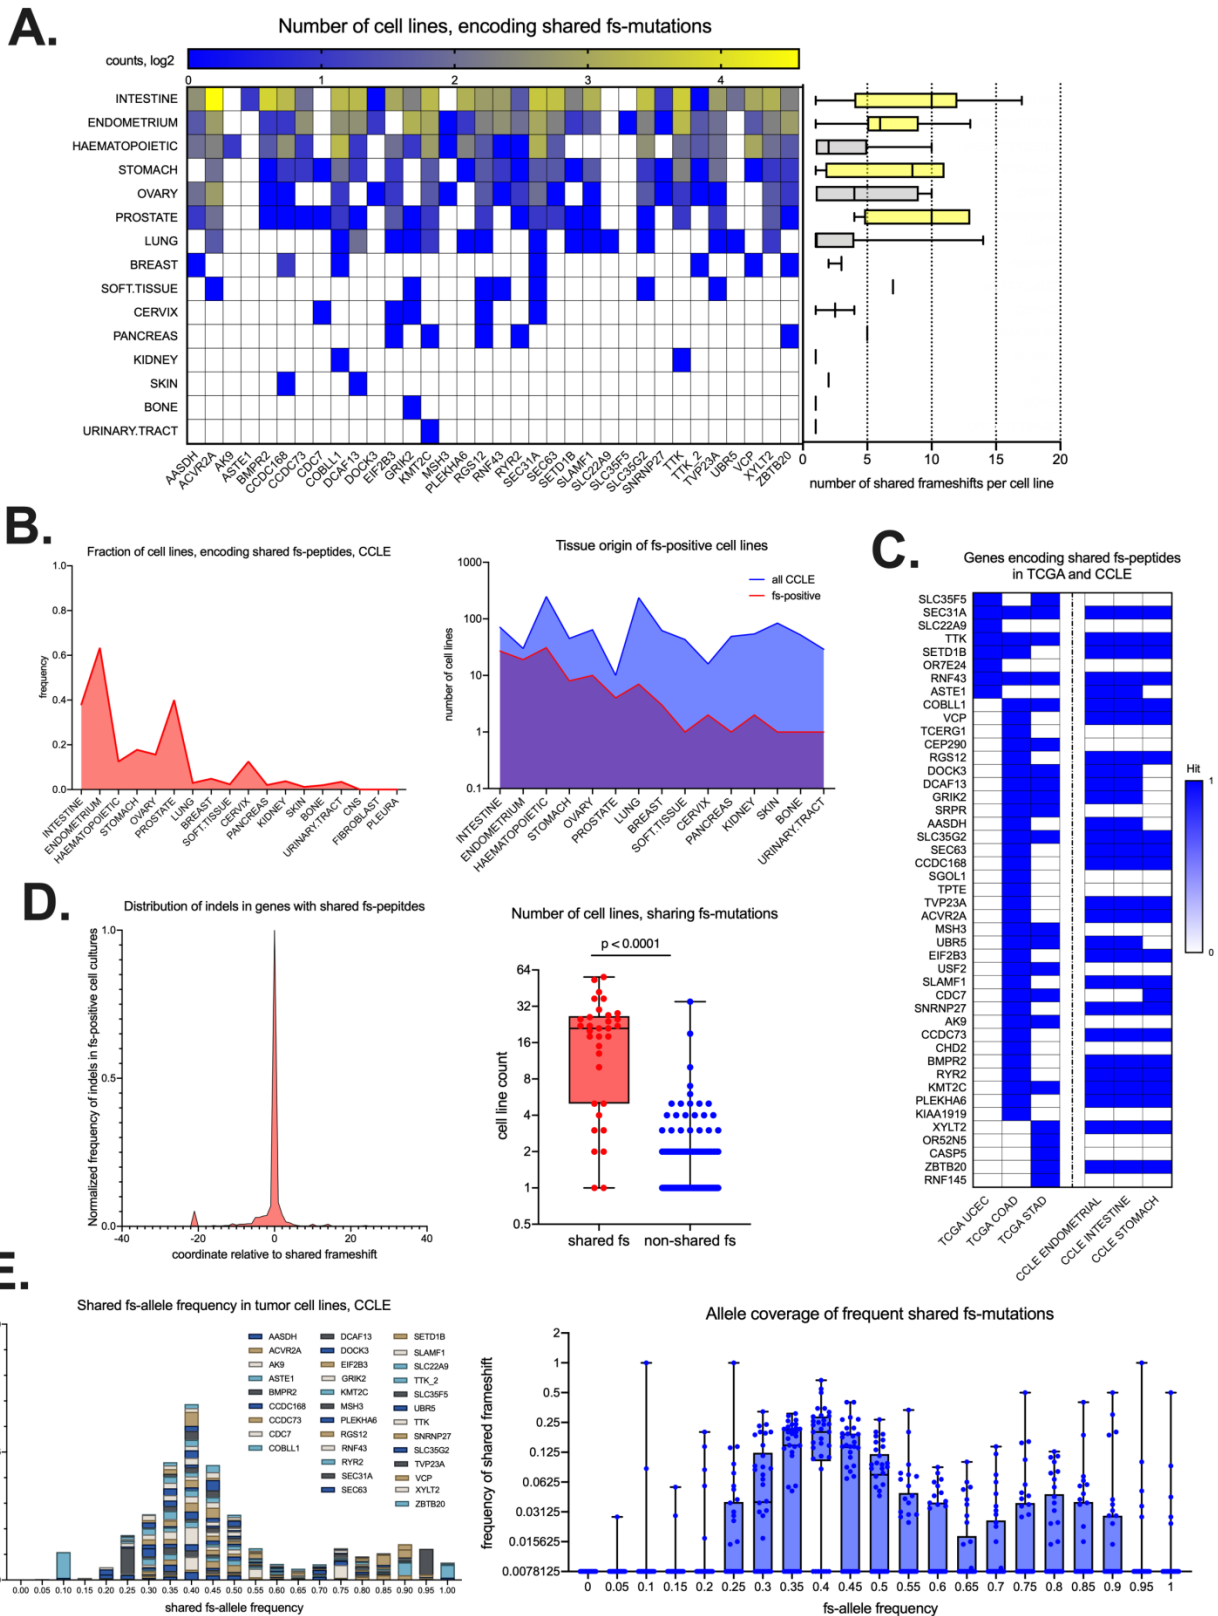 A.
Number of cell lines, encoding shared fs-mutations
counts, log2
0 1 2 3 4
INTESTINE
ENDOMETRIUM
HAEMATOPOIETIC
STOMACH
OVARY
PROSTATE
LUNG
BREAST
SOFT.TISSUE
CERVIX
PANCREAS
KIDNEY
SKIN
BONE
URINARY.TRACT
AASDH
ACVR2A
AK9
ASTE1
BMPR2
CCDC168
CCDC73
CDC7
COBLL1
DCAF13
DOCK3
EIF2B3
GRIK2
KMT2C
MSH3
PLEKHA6
RGS12
RNF43
RYR2
SEC31A
SEC63
SETD1B
SLAMF1
SLC22A9
SLC35F5
SLC35G2
SNRNP27
TTK
TTK_2
TVP23A
UBR5
VCP
XYLT2
ZBTB20
0 5 10 15 20
number of shared frameshifts per cell line
B.
Fraction of cell lines, encoding shared fs-peptides, CCLE
frequency
1.0
0.8
0.6
0.4
0.2
0.0
INTESTINE
ENDOMETRIUM
HAEMATOPOIETIC
STOMACH
OVARY
PROSTATE
LUNG
BREAST
SOFT.TISSUE
CERVIX
PANCREAS
KIDNEY
SKIN
BONE
URINARY.TRACT
CNS
FIBROBLAST
PLEURA
Tissue origin of fs-positive cell lines
number of cell lines
1000
100
10
1
0.1
all CCLE
fs-positive
INTESTINE
ENDOMETRIUM
HAEMATOPOIETIC
STOMACH
OVARY
PROSTATE
LUNG
BREAST
SOFT.TISSUE
CERVIX
PANCREAS
KIDNEY
SKIN
BONE
URINARY.TRACT
C.
Genes encoding shared fs-peptides
in TCGA and CCLE
SLC35F5
SEC31A
SLC22A9
TTK
SETD1B
OR7E24
RNF43
ASTE1
COBLL1
VCP
TCERG1
CEP290
RGS12
DOCK3
DCAF13
GRIK2
SRPR
AASDH
SLC35G2
SEC63
CCDC168
SGOL1
TPTE
TVP23A
ACVR2A
MSH3
UBR5
EIF2B3
USF2
SLAMF1
CDC7
SNRNP27
AK9
CCDC73
CHD2
BMPR2
RYR2
KMT2C
PLEKHA6
KIAA1919
XYLT2
OR52N5
CASP5
ZBTB20
RNF145
TCGA UCEC
TCGA COAD
TCGA STAD
CCLE ENDOMETRIAL
CCLE INTESTINE
CCLE STOMACH
Hit
1
0
D.
Distribution of indels in genes with shared fs-pepitdes
Normalized frequency of indels in fs-positive cell cultures
1.0
0.5
0.0
-40 -20 0 20 40
coordinate relative to shared frameshift
Number of cell lines, sharing fs-mutations
p < 0.0001
cell line count
64
32
16
8
4
2
1
0.5
shared fs non-shared fs
E.
Shared fs-allele frequency in tumor cell lines, CCLE
AASDH
ACVR2A
AK9
ASTE1
BMPR2
CCDC168
CCDC73
CDC7
COBLL1
DCAF13
DOCK3
EIF2B3
GRIK2
KMT2C
MSH3
PLEKHA6
RGS12
RNF43
RYR2
SEC31A
SEC63
SETD1B
SLAMF1
SLC22A9
TTK_2
SLC35F5
UBR5
TTK
SNRNP27
SLC35G2
TVP23A
VCP
XYLT2
ZBTB20
0.00 0.05 0.10 0.15 0.20 0.25 0.30 0.35 0.40 0.45 0.50 0.55 0.60 0.65 0.70 0.75 0.80 0.85 0.90 0.95 1.00
shared fs-allele frequency
Allele coverage of frequent shared fs-mutations
frequency of shared frameshift
2
1
0.5
0.25
0.125
0.0625
0.03125
0.015625
0.0078125
0 0.05 0.1 0.15 0.2 0.25 0.3 0.35 0.4 0.45 0.5 0.55 0.6 0.65 0.7 0.75 0.8 0.85 0.9 0.95 1
fs-allele frequency